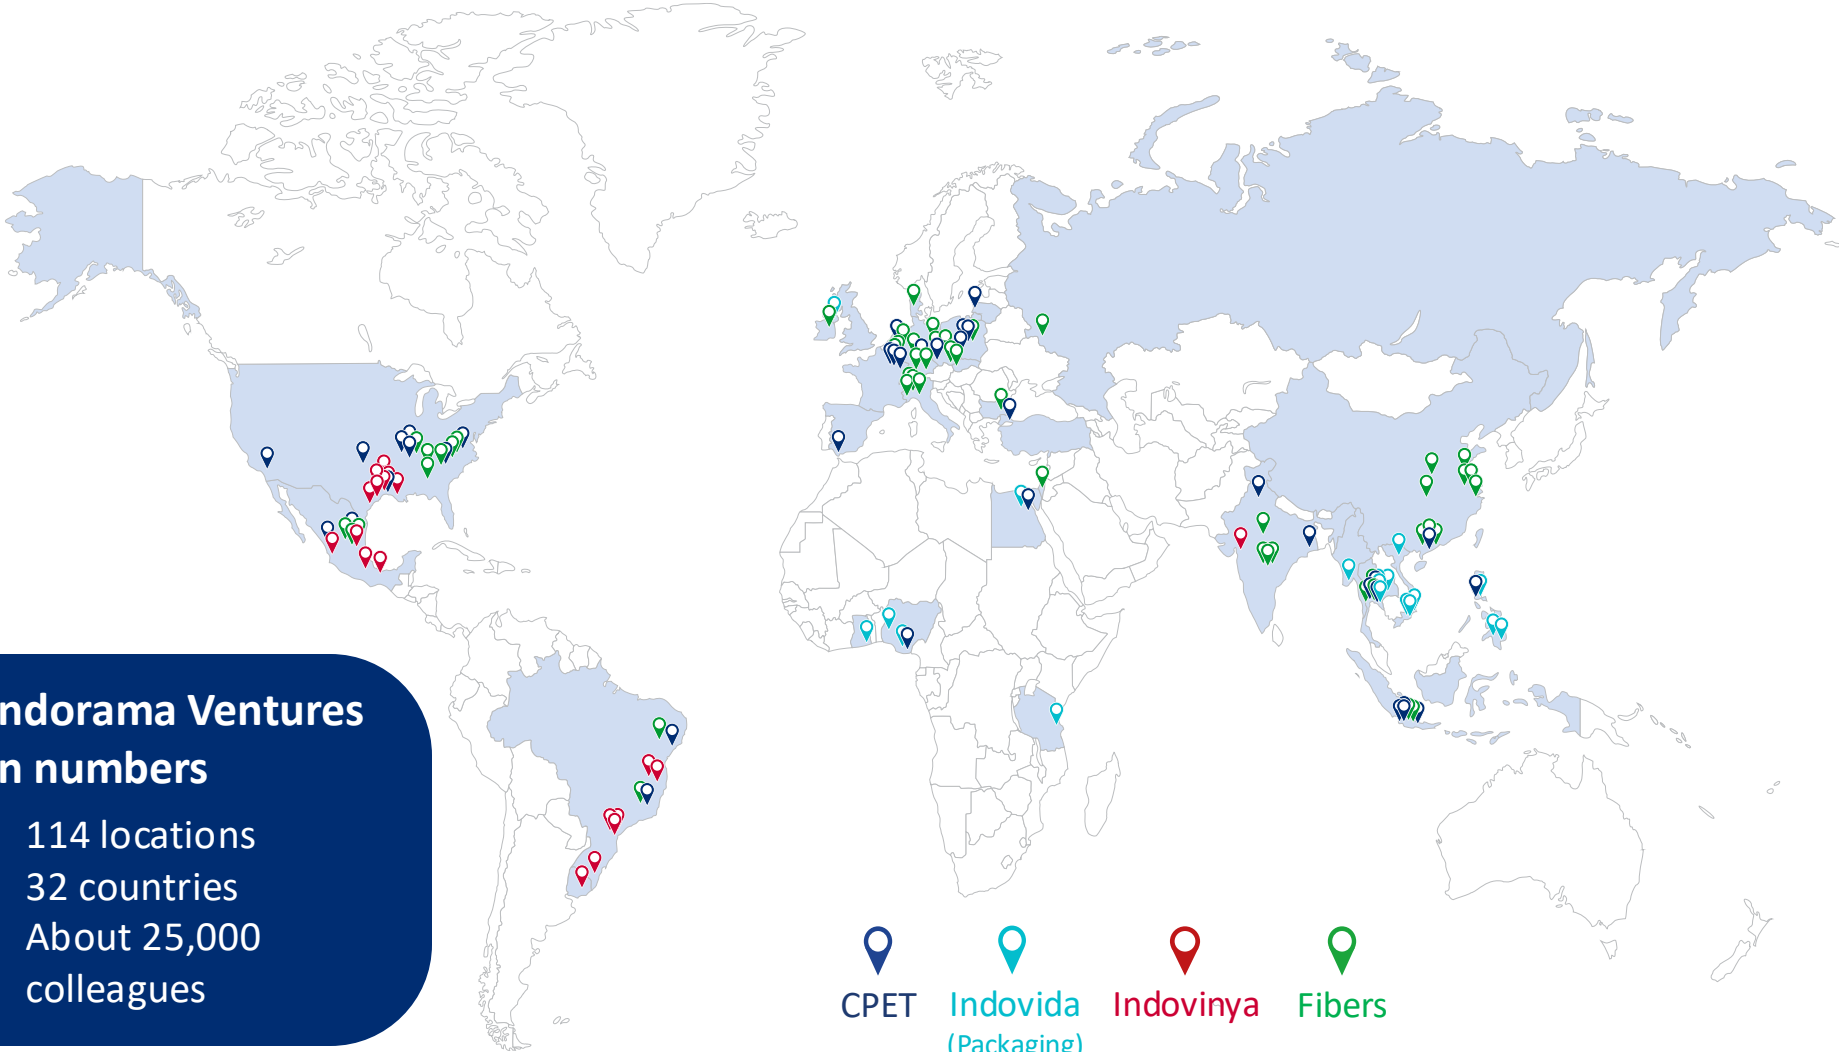 ndorama Ventures
n numbers
114 locations
32 countries
About 25,000
colleagues
CPET
Indovida
(Packaging)
Indovinya
Fibers